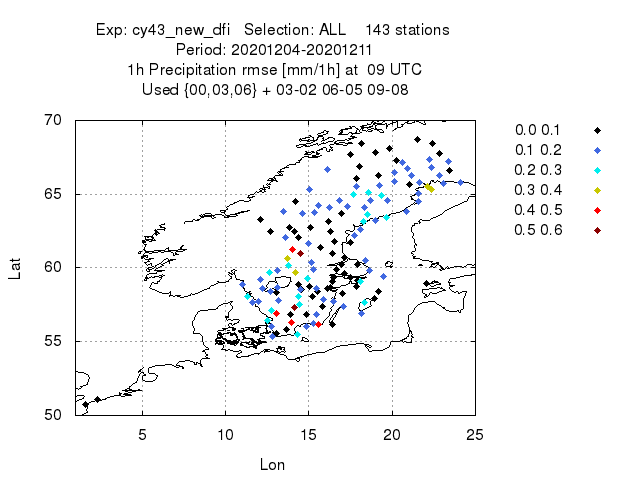 Exp: cy43_new_dfi   Selection: ALL    143 stations
Period: 20201204-20201211
1h Precipitation rmse [mm/1h] at  09 UTC
Used {00,03,06} + 03-02 06-05 09-08
70
65
60
55
50
5 10 15 20 25
Lat
Lon
0.0 0.1
0.1 0.2
0.2 0.3
0.3 0.4
0.4 0.5
0.5 0.6